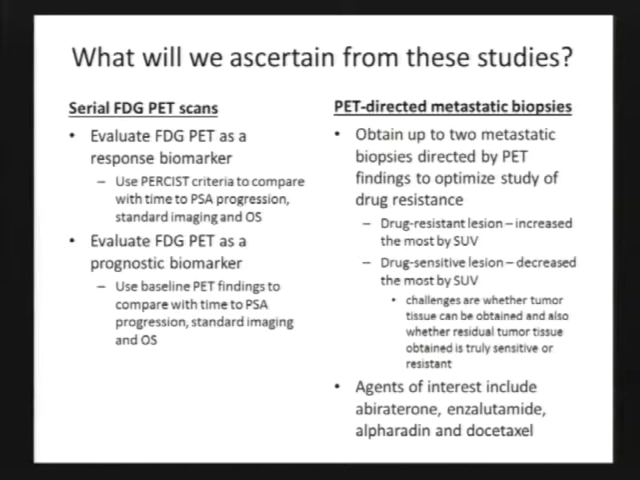 What will we ascertain from these studies?
Serial FDG PET scans
• Evaluate FDG PET as a
response biomarker
– Use PERCIST criteria to compare
with time to PSA progression,
standard imaging and OS
• Evaluate FDG PET as a
prognostic biomarker
– Use baseline PET findings to
compare with time to PSA
progression, standard imaging
and OS
PET-directed metastatic biopsies
• Obtain up to two metastatic
biopsies directed by PET
findings to optimize study of
drug resistance
– Drug-resistant lesion – increased
the most by SUV
– Drug-sensitive lesion – decreased
the most by SUV
• challenges are whether tumor
tissue can be obtained and also
whether residual tumor tissue
obtained is truly sensitive or
resistant
• Agents of interest include
abiraterone, enzalutamide,
alpharadin and docetaxel